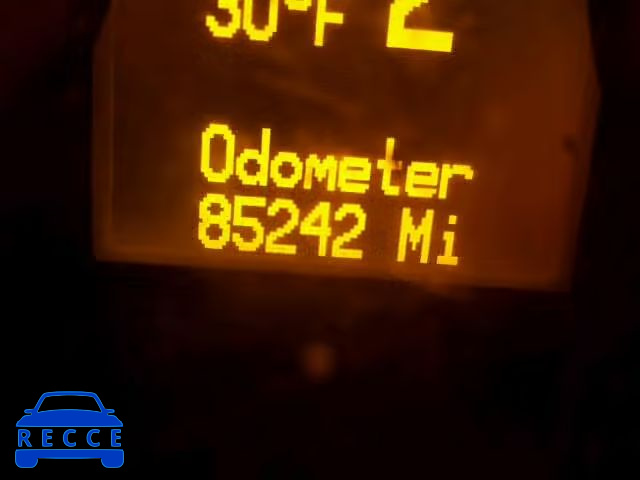 30°F 2
Odometer
85242 Mi
RECCE